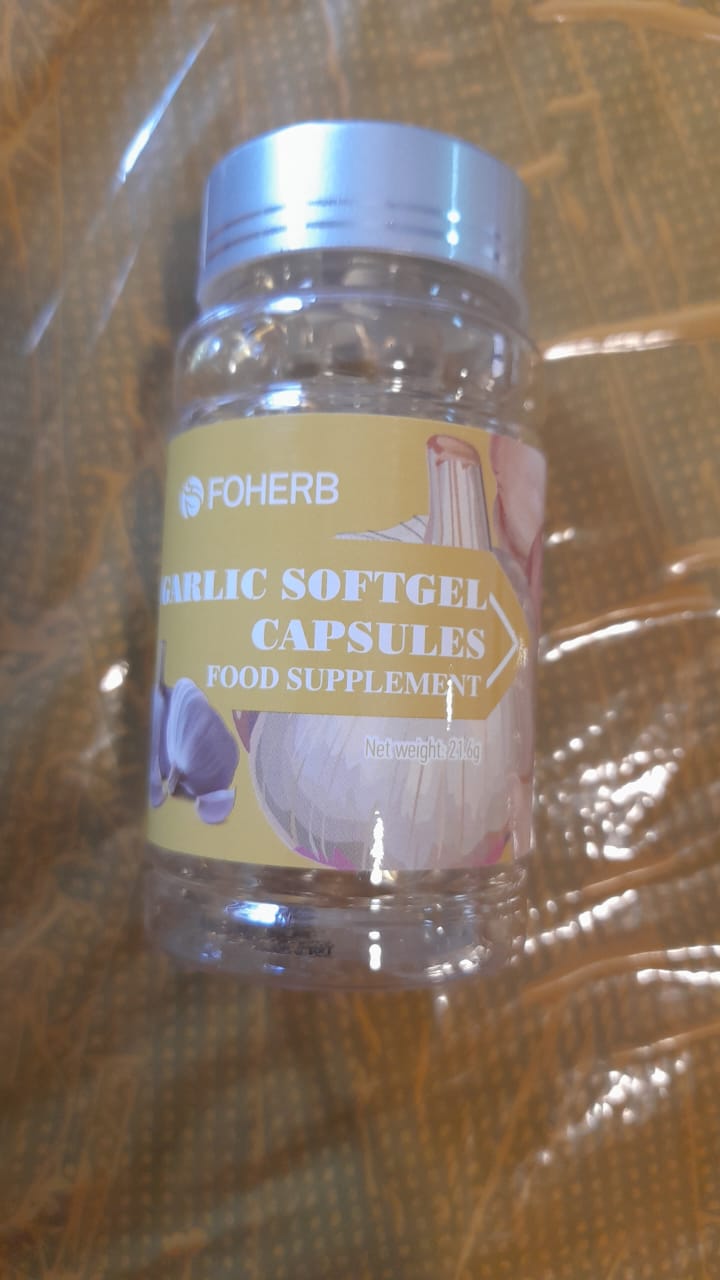 FOHERB
GARLIC SOFTGEL
CAPSULES
FOOD SUPPLEMENT
Net weight: 21.6g